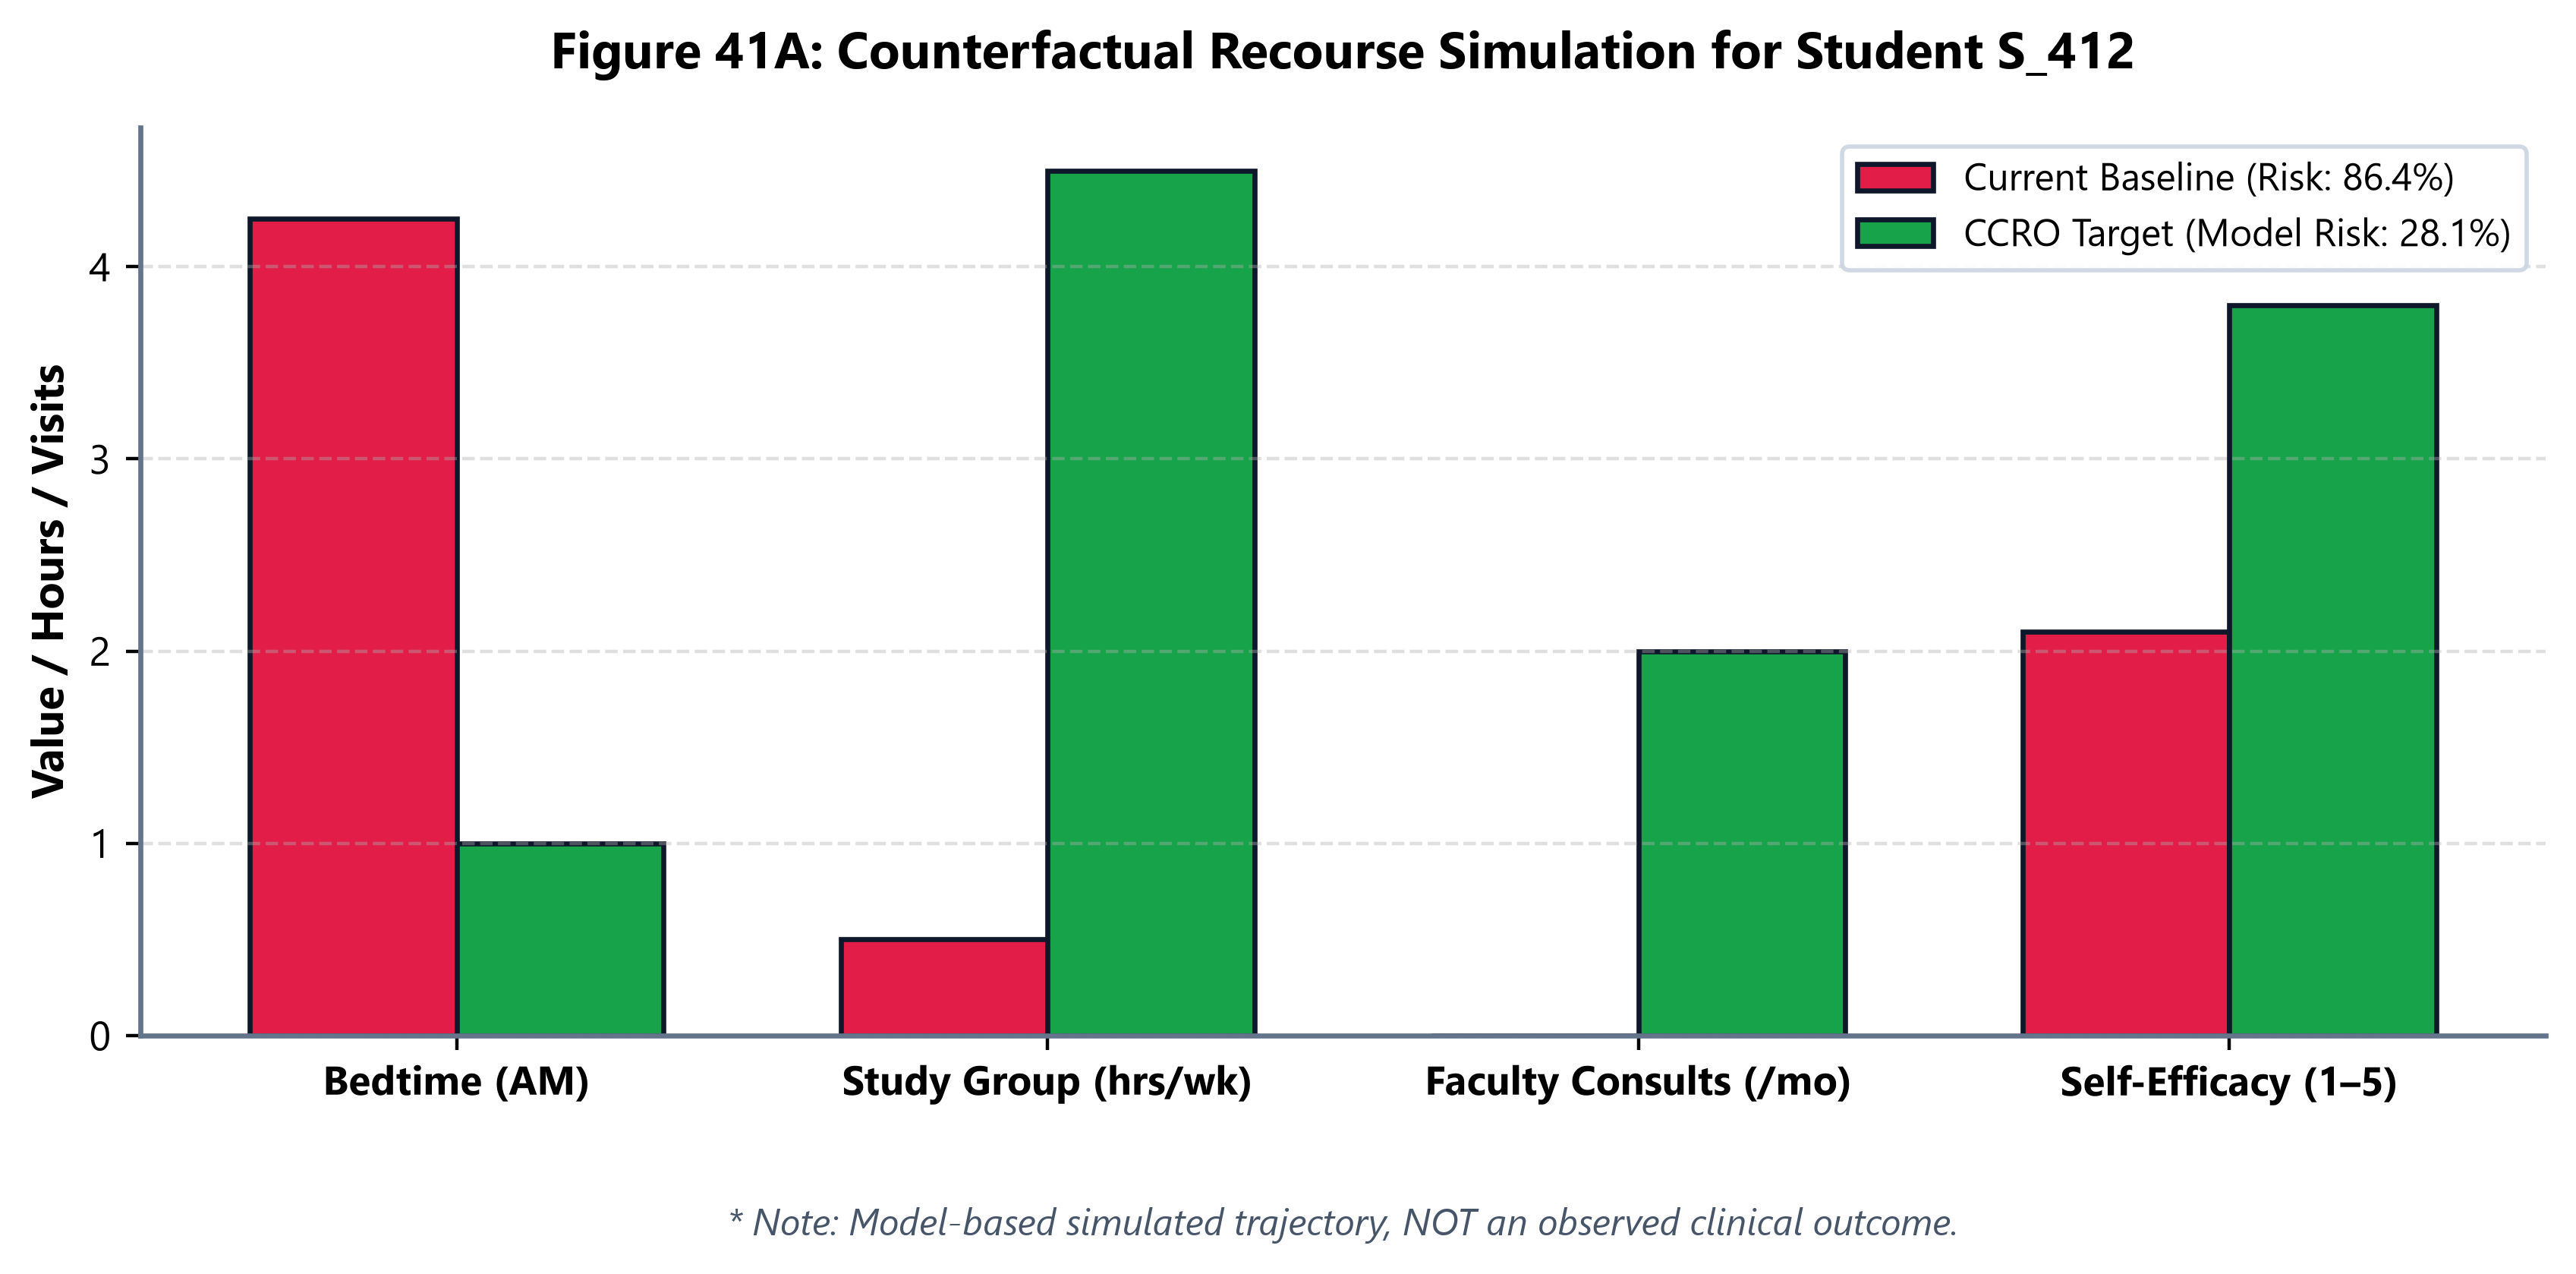 Figure 41A: Counterfactual Recourse Simulation for Student S_412
Current Baseline (Risk: 86.4%)
CCRO Target (Model Risk: 28.1%)
Value / Hours / Visits
4
3
2
1
0
Bedtime (AM)
Study Group (hrs/wk)
Faculty Consults (/mo)
Self-Efficacy (1–5)
* Note: Model-based simulated trajectory, NOT an observed clinical outcome.